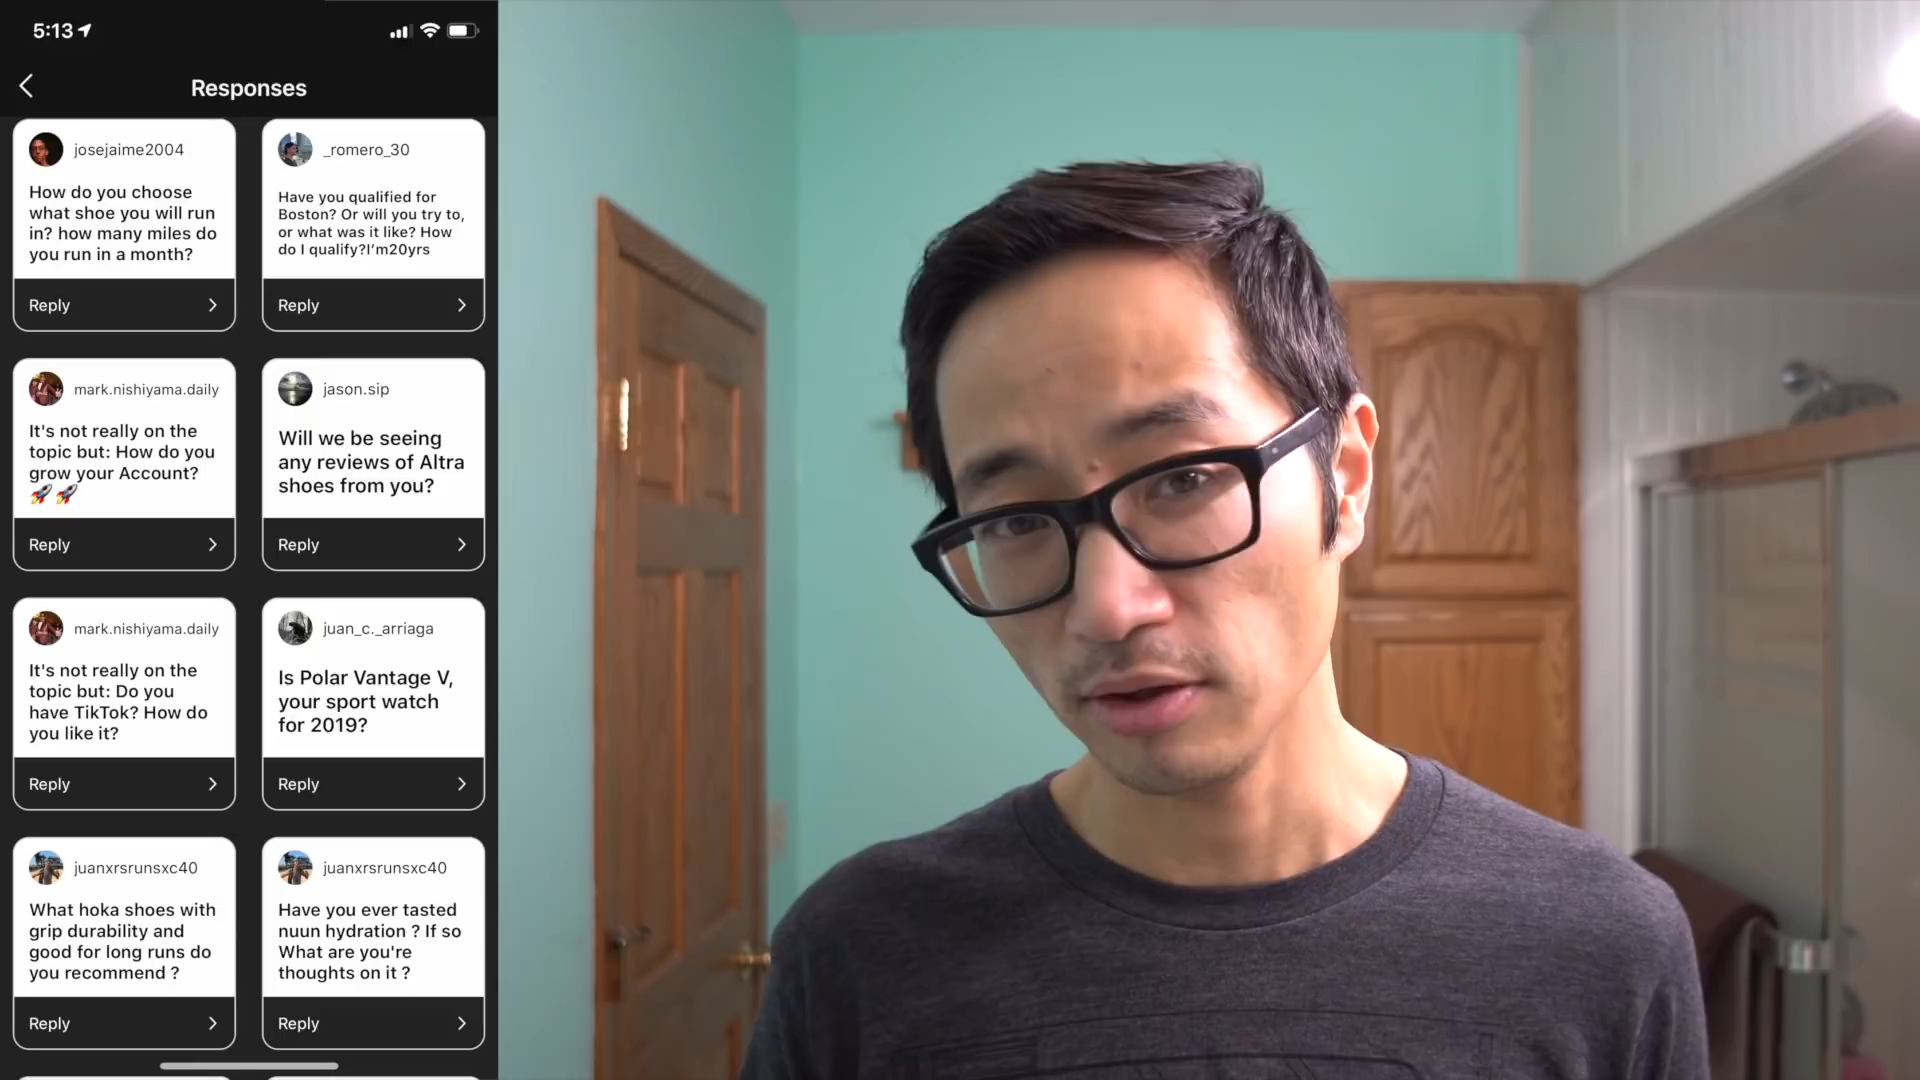 5:13
Responses
josejaime2004
How do you choose
what shoe you will run
in? how many miles do
you run in a month?
Reply
_romero_30
Have you qualified for
Boston? Or will you try to,
or what was it like? How
do I qualify?I'm20yrs
Reply
mark.nishiyama.daily
It's not really on the
topic but: How do you
grow your Account?
🚀🚀
Reply
jason.sip
Will we be seeing
any reviews of Altra
shoes from you?
Reply
mark.nishiyama.daily
It's not really on the
topic but: Do you
have TikTok? How do
you like it?
Reply
juan_c._arriaga
Is Polar Vantage V,
your sport watch
for 2019?
Reply
juanxrsrunsxc40
What hoka shoes with
grip durability and
good for long runs do
you recommend ?
Reply
juanxrsrunsxc40
Have you ever tasted
nuun hydration ? If so
What are you're
thoughts on it ?
Reply